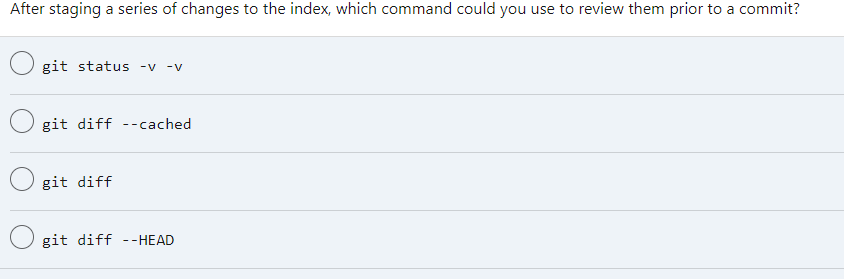 After staging a series of changes to the index, which command could you use to review them prior to a commit?
git status -v -v
git diff --cached
git diff
git diff --HEAD